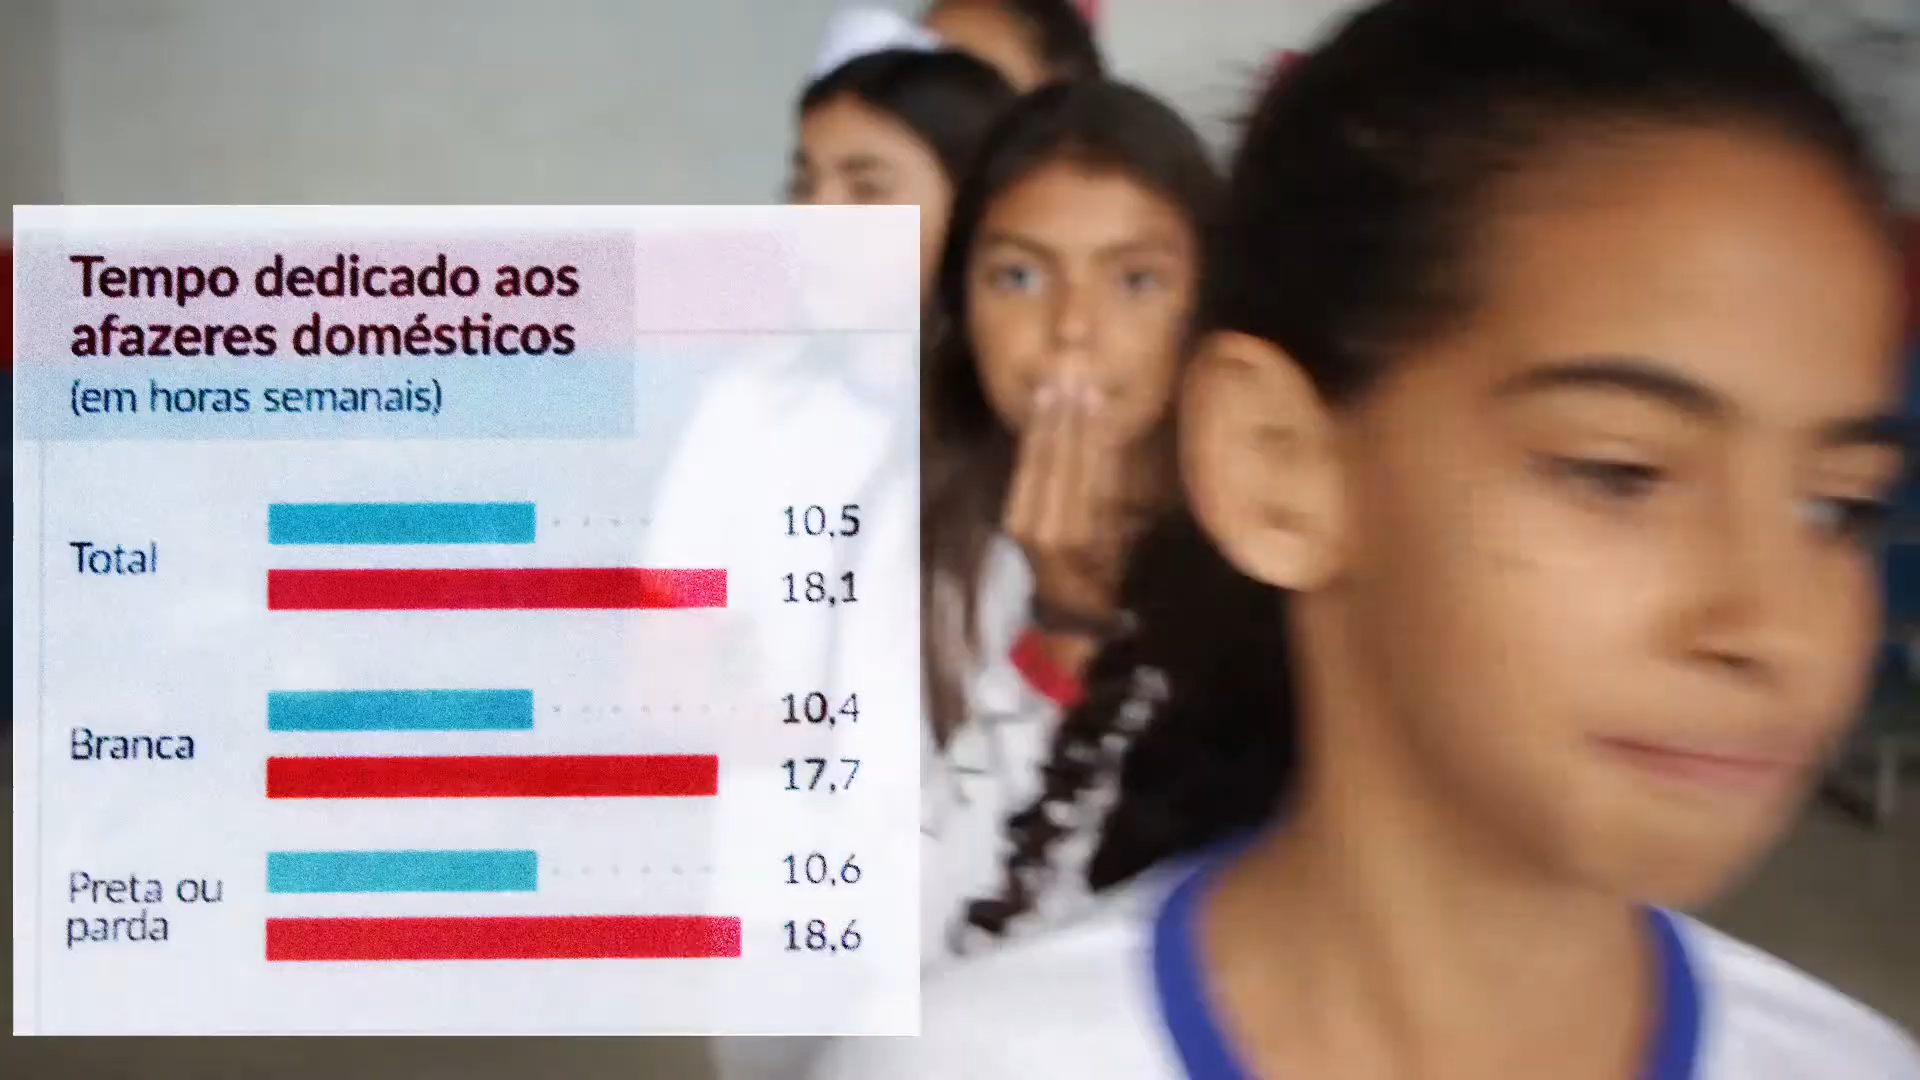 Tempo dedicado aos
afazeres domésticos
(em horas semanais)
Total
10,5
18,1
Branca
10,4
17,7
Preta ou
parda
10,6
18,6